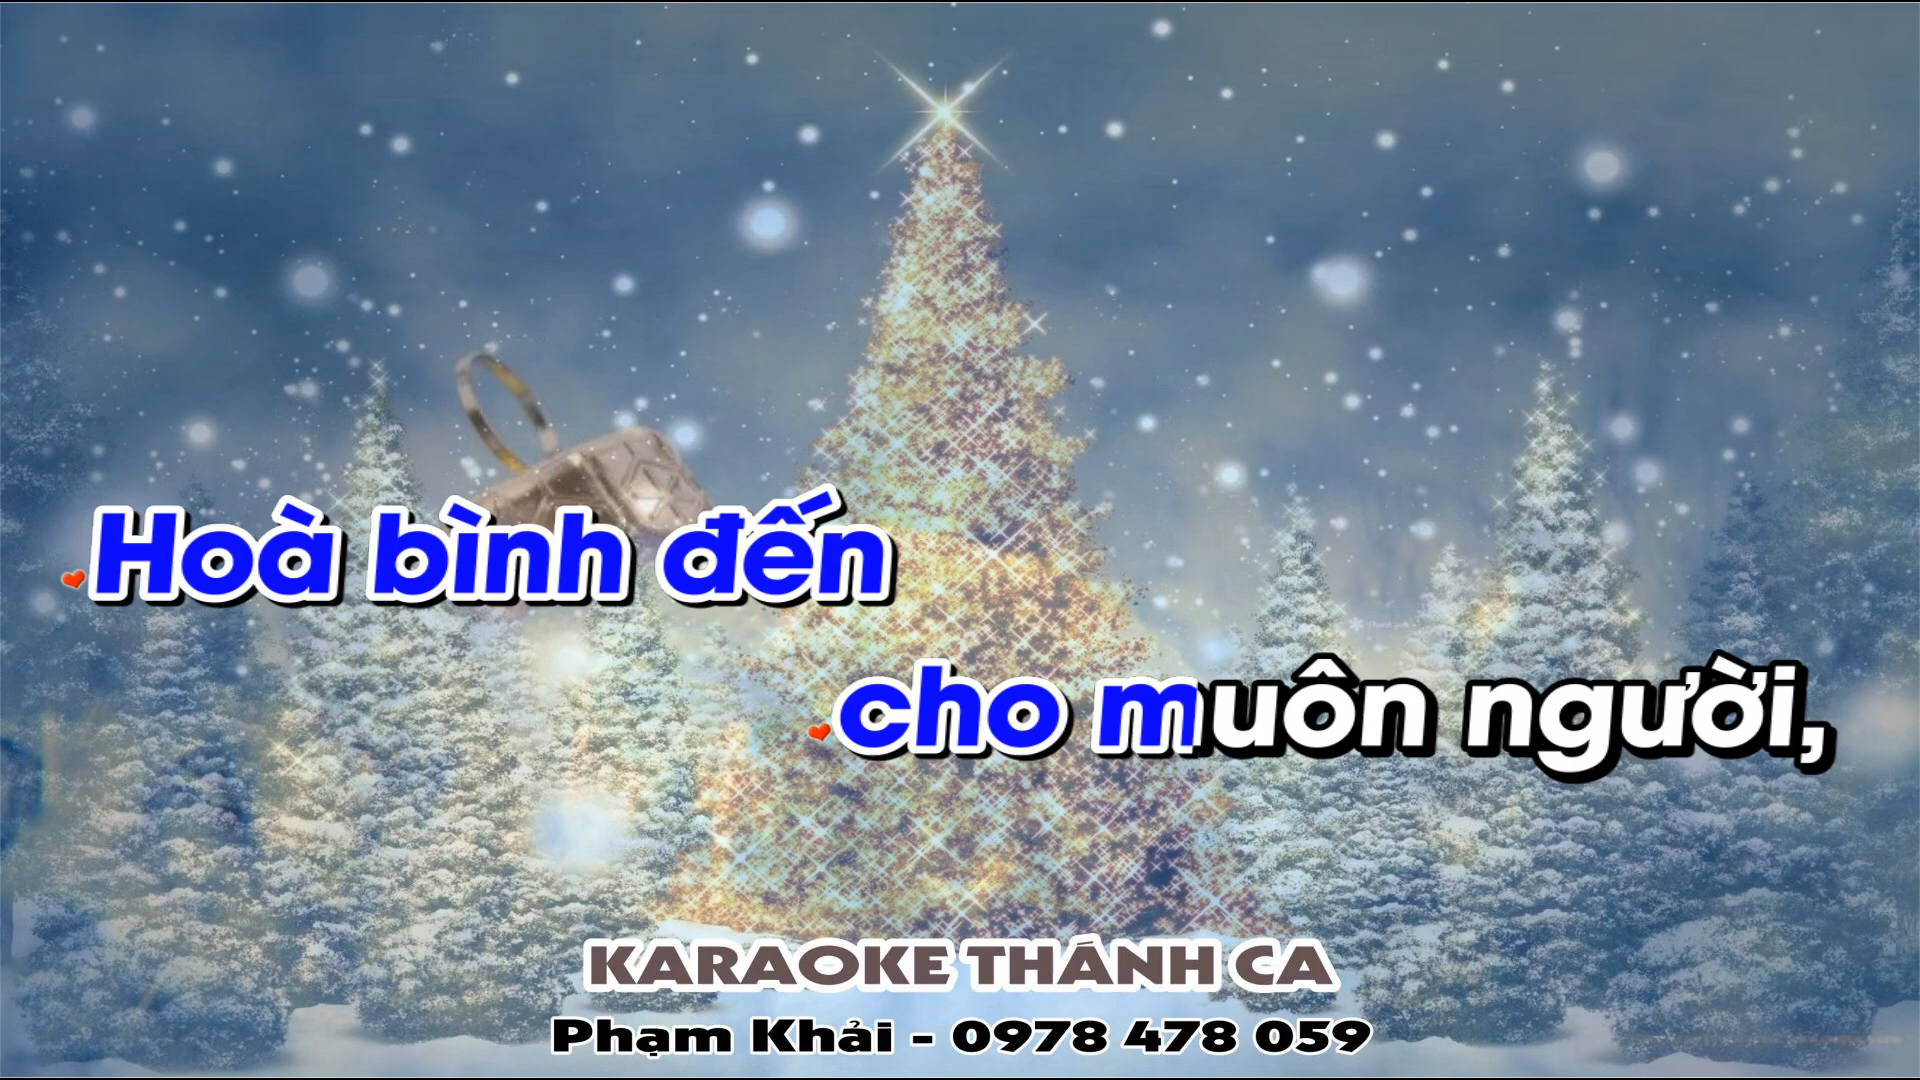 Hoà bình đến
cho muôn người,
KARAOKE THÁNH CA
Phạm Khải - 0978 478 059